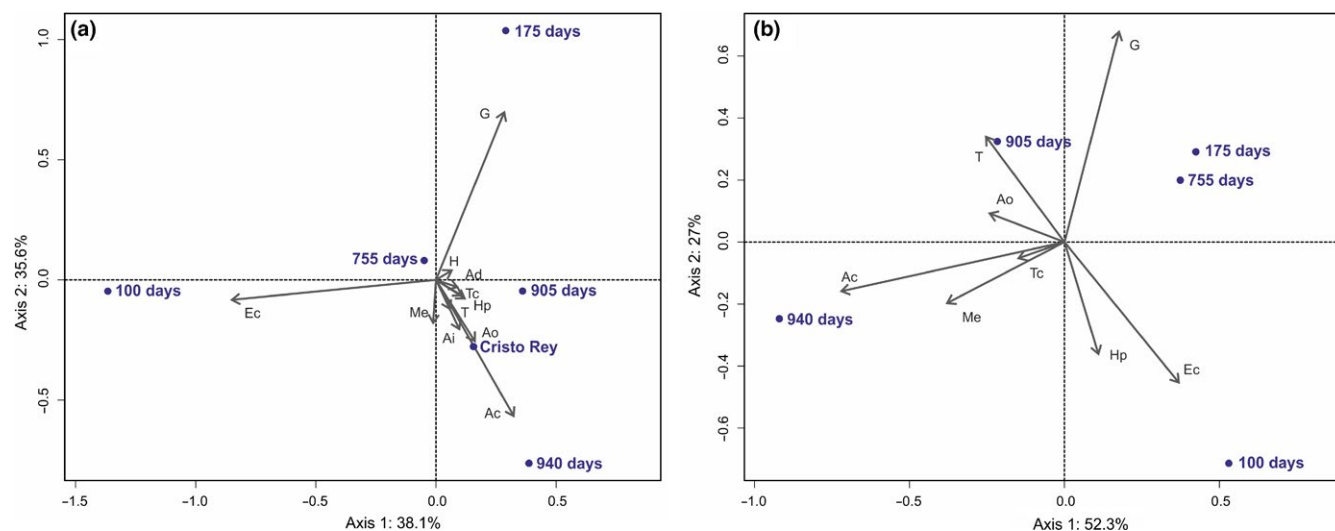 (a)
175 days
G
755 days
H
Ad
100 days
Tc
905 days
Ec
Me
T
Hp
Ai
Ao
Cristo Rey
Ac
940 days
1.0
0.5
0.0
−0.5
−1.5
−1.0
−0.5
0.0
0.5
Axis 2: 35.6%
Axis 1: 38.1%
(b)
G
905 days
175 days
T
755 days
Ao
Ac
Tc
Me
940 days
Hp
Ec
100 days
0.6
0.4
0.2
0.0
−0.2
−0.4
−0.6
−1.0
−0.5
0.0
0.5
Axis 2: 27%
Axis 1: 52.3%